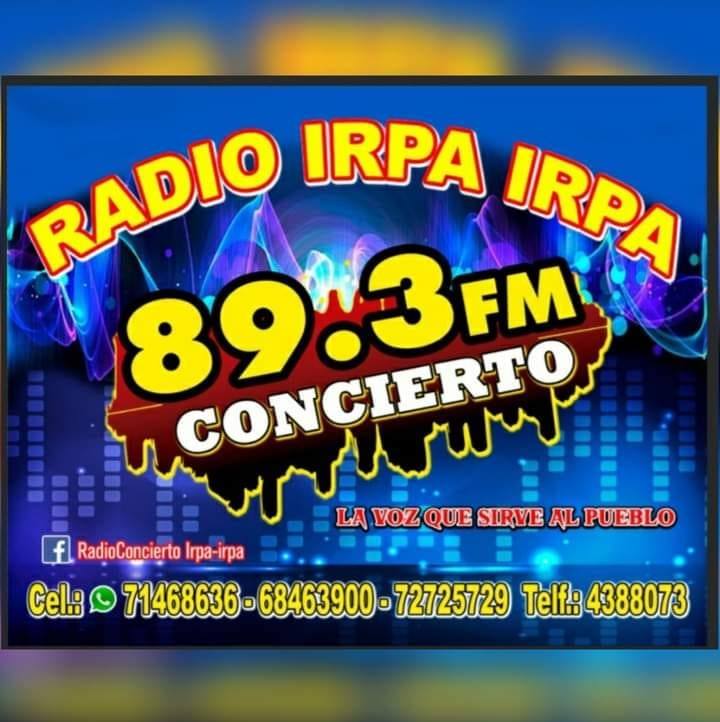 RADIO IRPA IRPA
89.3 FM
CONCIERTO
LA VOZ QUE SIRVE AL PUEBLO
RadioConcierto Irpa-irpa
Cel.: 71468636 - 68463900 - 72725729 Telf.: 4388073